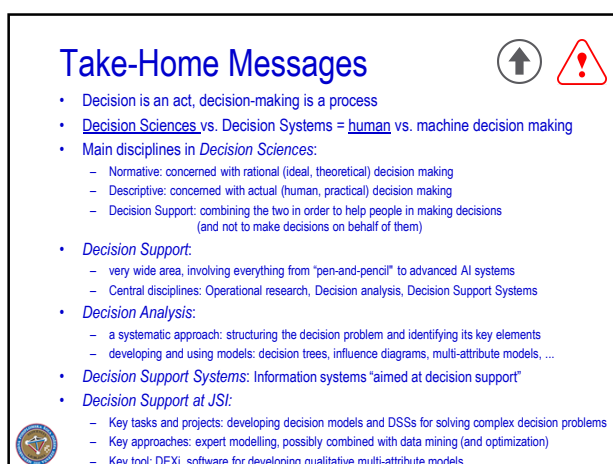 Take-Home Messages
• Decision is an act, decision-making is a process
• Decision Sciences vs. Decision Systems = human vs. machine decision making
• Main disciplines in Decision Sciences:
– Normative: concerned with rational (ideal, theoretical) decision making
– Descriptive: concerned with actual (human, practical) decision making
– Decision Support: combining the two in order to help people in making decisions
(and not to make decisions on behalf of them)
• Decision Support:
– very wide area, involving everything from “pen-and-pencil” to advanced AI systems
– Central disciplines: Operational research, Decision analysis, Decision Support Systems
• Decision Analysis:
– a systematic approach: structuring the decision problem and identifying its key elements
– developing and using models: decision trees, influence diagrams, multi-attribute models, ...
• Decision Support Systems: Information systems “aimed at decision support”
• Decision Support at JSI:
– Key tasks and projects: developing decision models and DSSs for solving complex decision problems
– Key approaches: expert modelling, possibly combined with data mining (and optimization)
– Key tool: DEXi, software for developing qualitative multi-attribute models